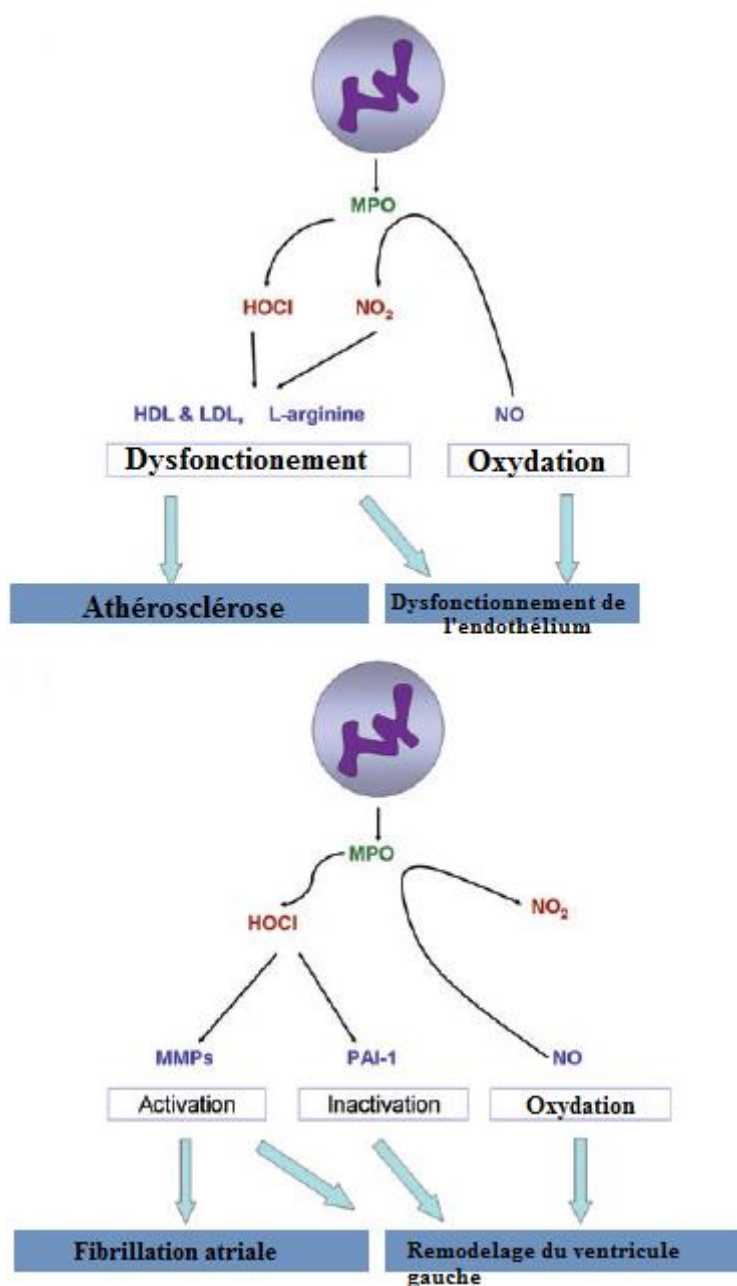 MPO
HOCl NO2
HDL & LDL, L-arginine NO
Dysfonctionement Oxydation
Athérosclérose
Dysfonctionnement de
l'endothélium
MPO
HOCl
NO2
MMPs PAI-1 NO
Activation Inactivation Oxydation
Fibrillation atriale
Remodelage du ventricule
gauche